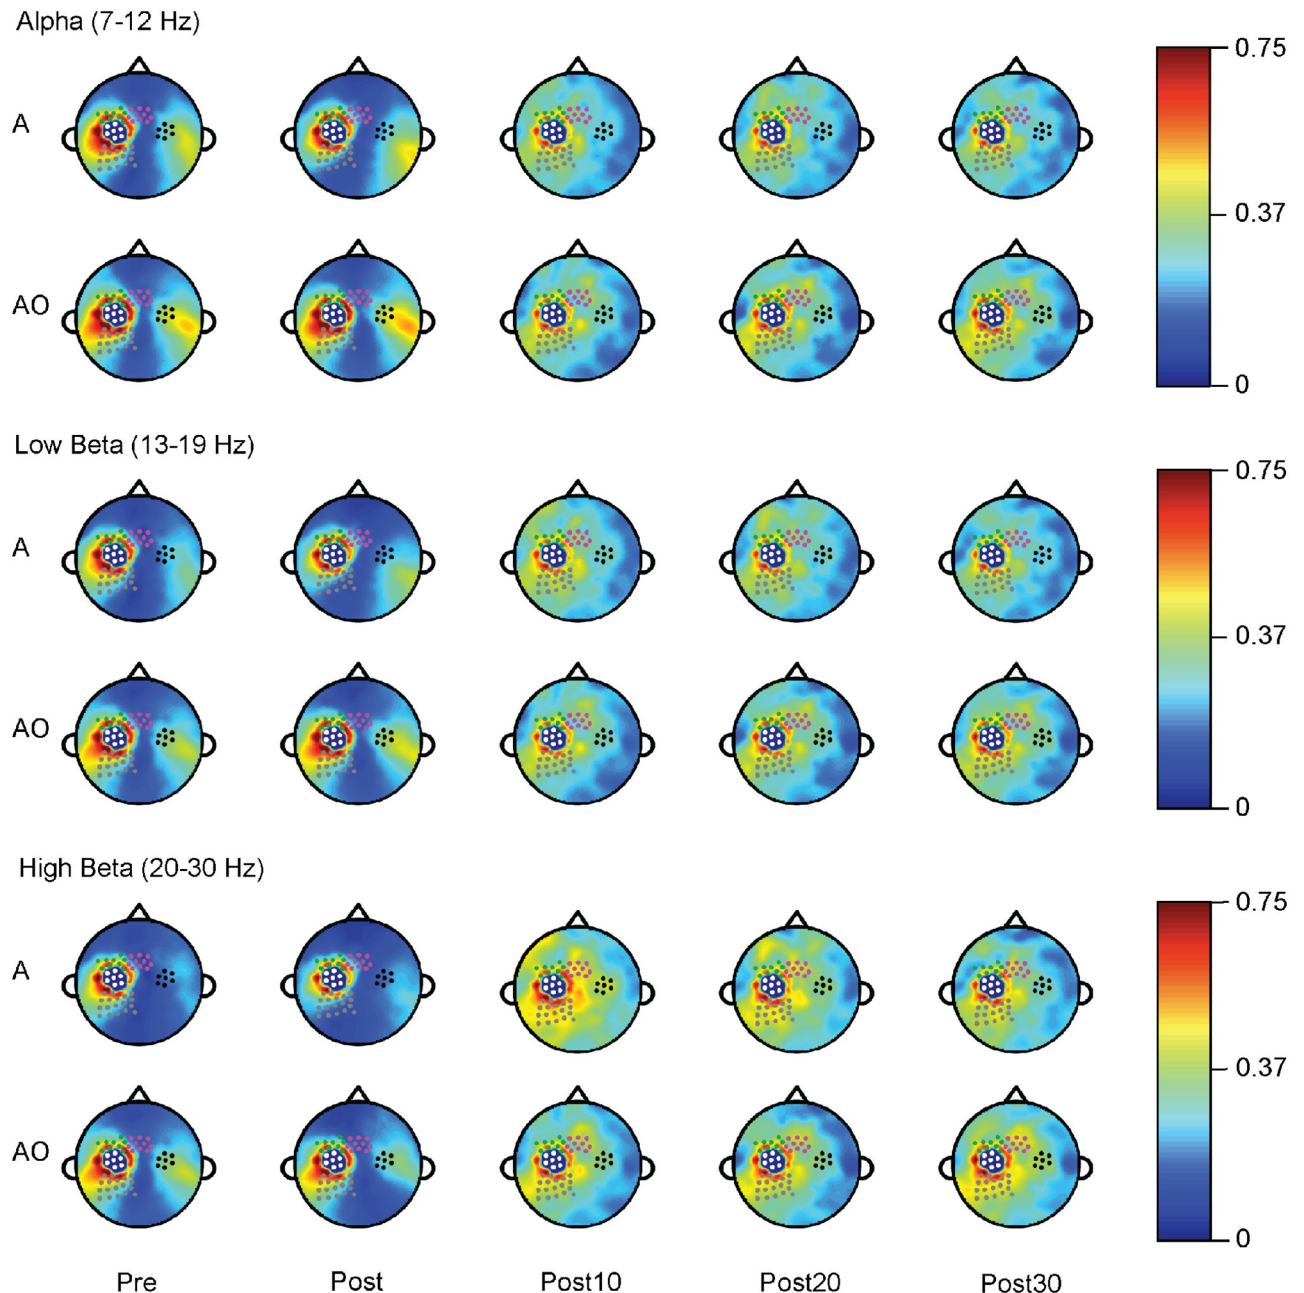 Alpha (7-12 Hz)
0.75
A
0.37
AO
0
Low Beta (13-19 Hz)
0.75
A
0.37
AO
0
High Beta (20-30 Hz)
0.75
A
0.37
AO
0
Pre Post Post10 Post20 Post30